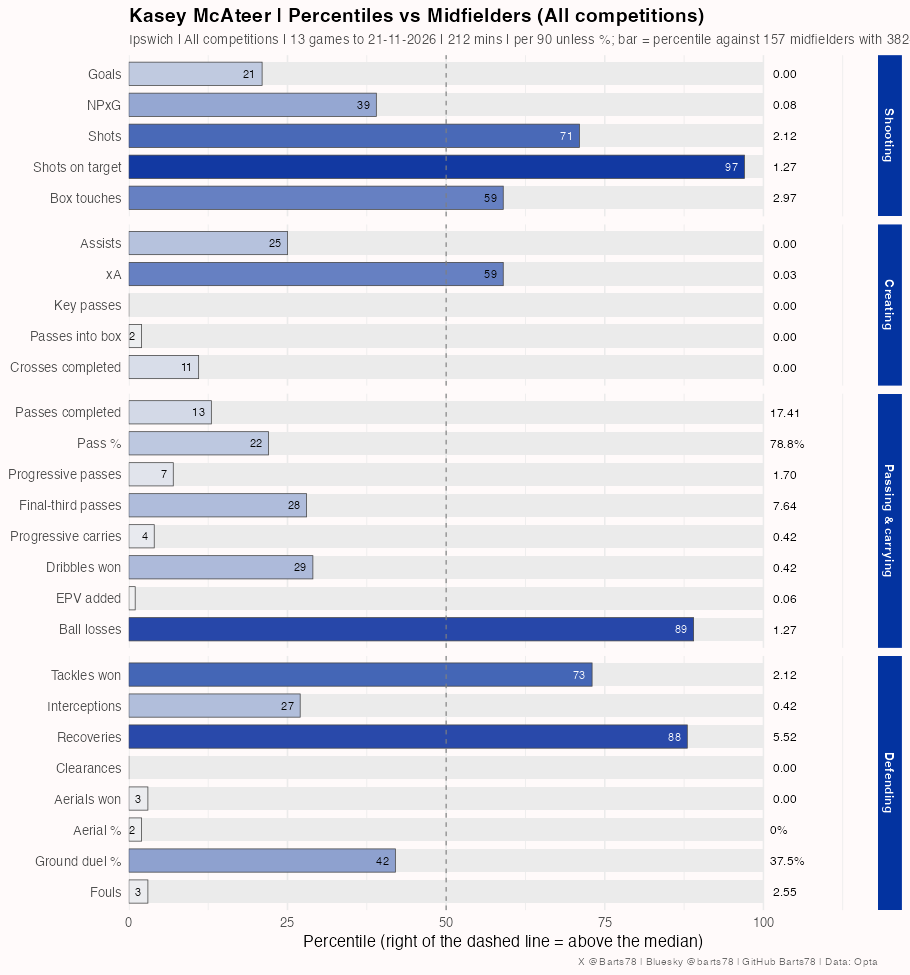 Kasey McAteer | Percentiles vs Midfielders (All competitions)
Ipswich | All competitions | 13 games to 21-11-2026 | 212 mins | per 90 unless %; bar = percentile against 157 midfielders with 382
Shooting
Goals 21 0.00
NPxG 39 0.08
Shots 71 2.12
Shots on target 97 1.27
Box touches 59 2.97
Creating
Assists 25 0.00
xA 59 0.03
Key passes 0.00
Passes into box 2 0.00
Crosses completed 11 0.00
Passing & carrying
Passes completed 13 17.41
Pass % 22 78.8%
Progressive passes 7 1.70
Final-third passes 28 7.64
Progressive carries 4 0.42
Dribbles won 29 0.42
EPV added 0.06
Ball losses 89 1.27
Defending
Tackles won 73 2.12
Interceptions 27 0.42
Recoveries 88 5.52
Clearances 0.00
Aerials won 3 0.00
Aerial % 2 0%
Ground duel % 42 37.5%
Fouls 3 2.55
0 25 50 75 100
Percentile (right of the dashed line = above the median)
X @Barts78 | Bluesky @barts78 | GitHub Barts78 | Data: Opta